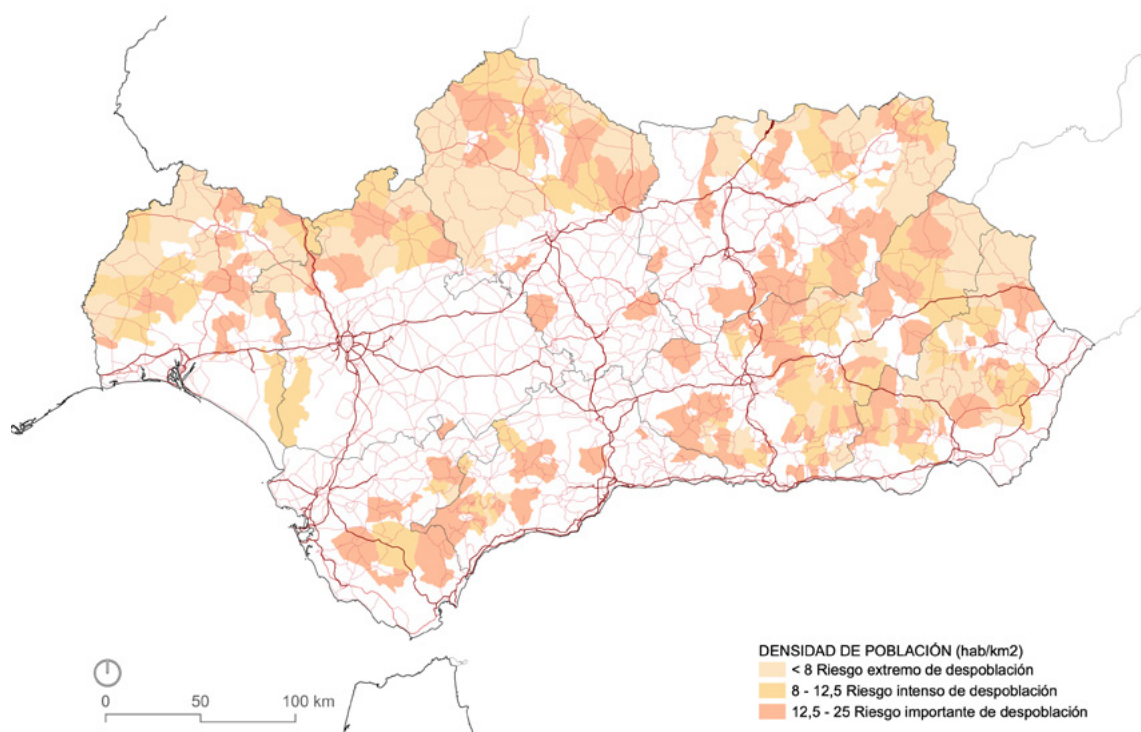 DENSIDAD DE POBLACIÓN (hab/km2)
< 8 Riesgo extremo de despoblación
8 - 12,5 Riesgo intenso de despoblación
12,5 - 25 Riesgo importante de despoblación
0 50 100 km